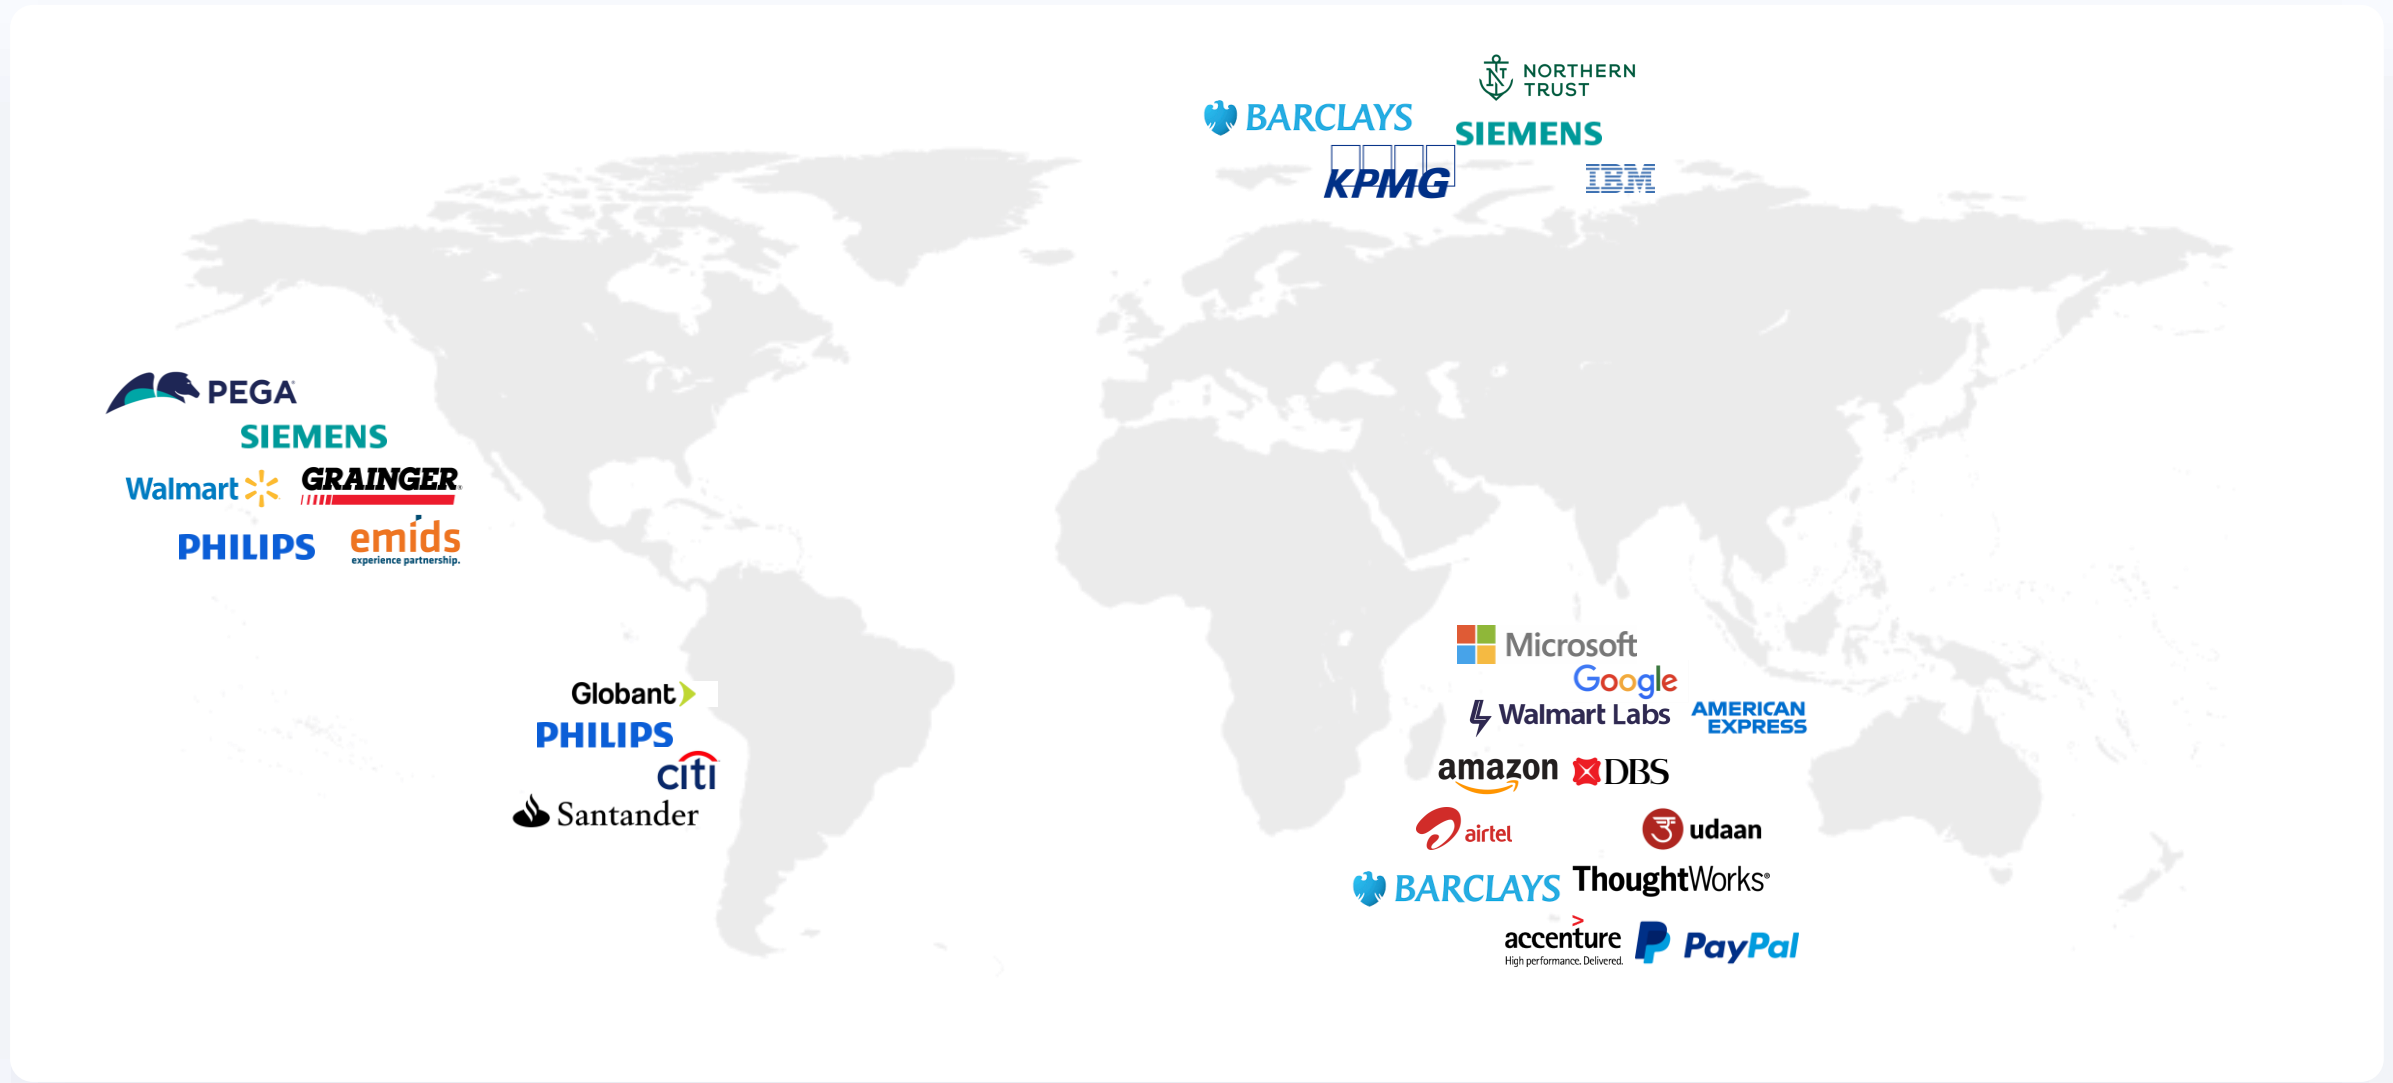 NORTHERN
TRUST
BARCLAYS
SIEMENS
KPMG
IBM
PEGA
SIEMENS
Walmart
GRAINGER
PHILIPS
emids
experience partnership.
Globant
PHILIPS
citi
Santander
Microsoft
Google
Walmart Labs
AMERICAN
EXPRESS
amazon
DBS
airtel
उ
udaan
BARCLAYS
ThoughtWorks®
accenture
High performance. Delivered.
PayPal